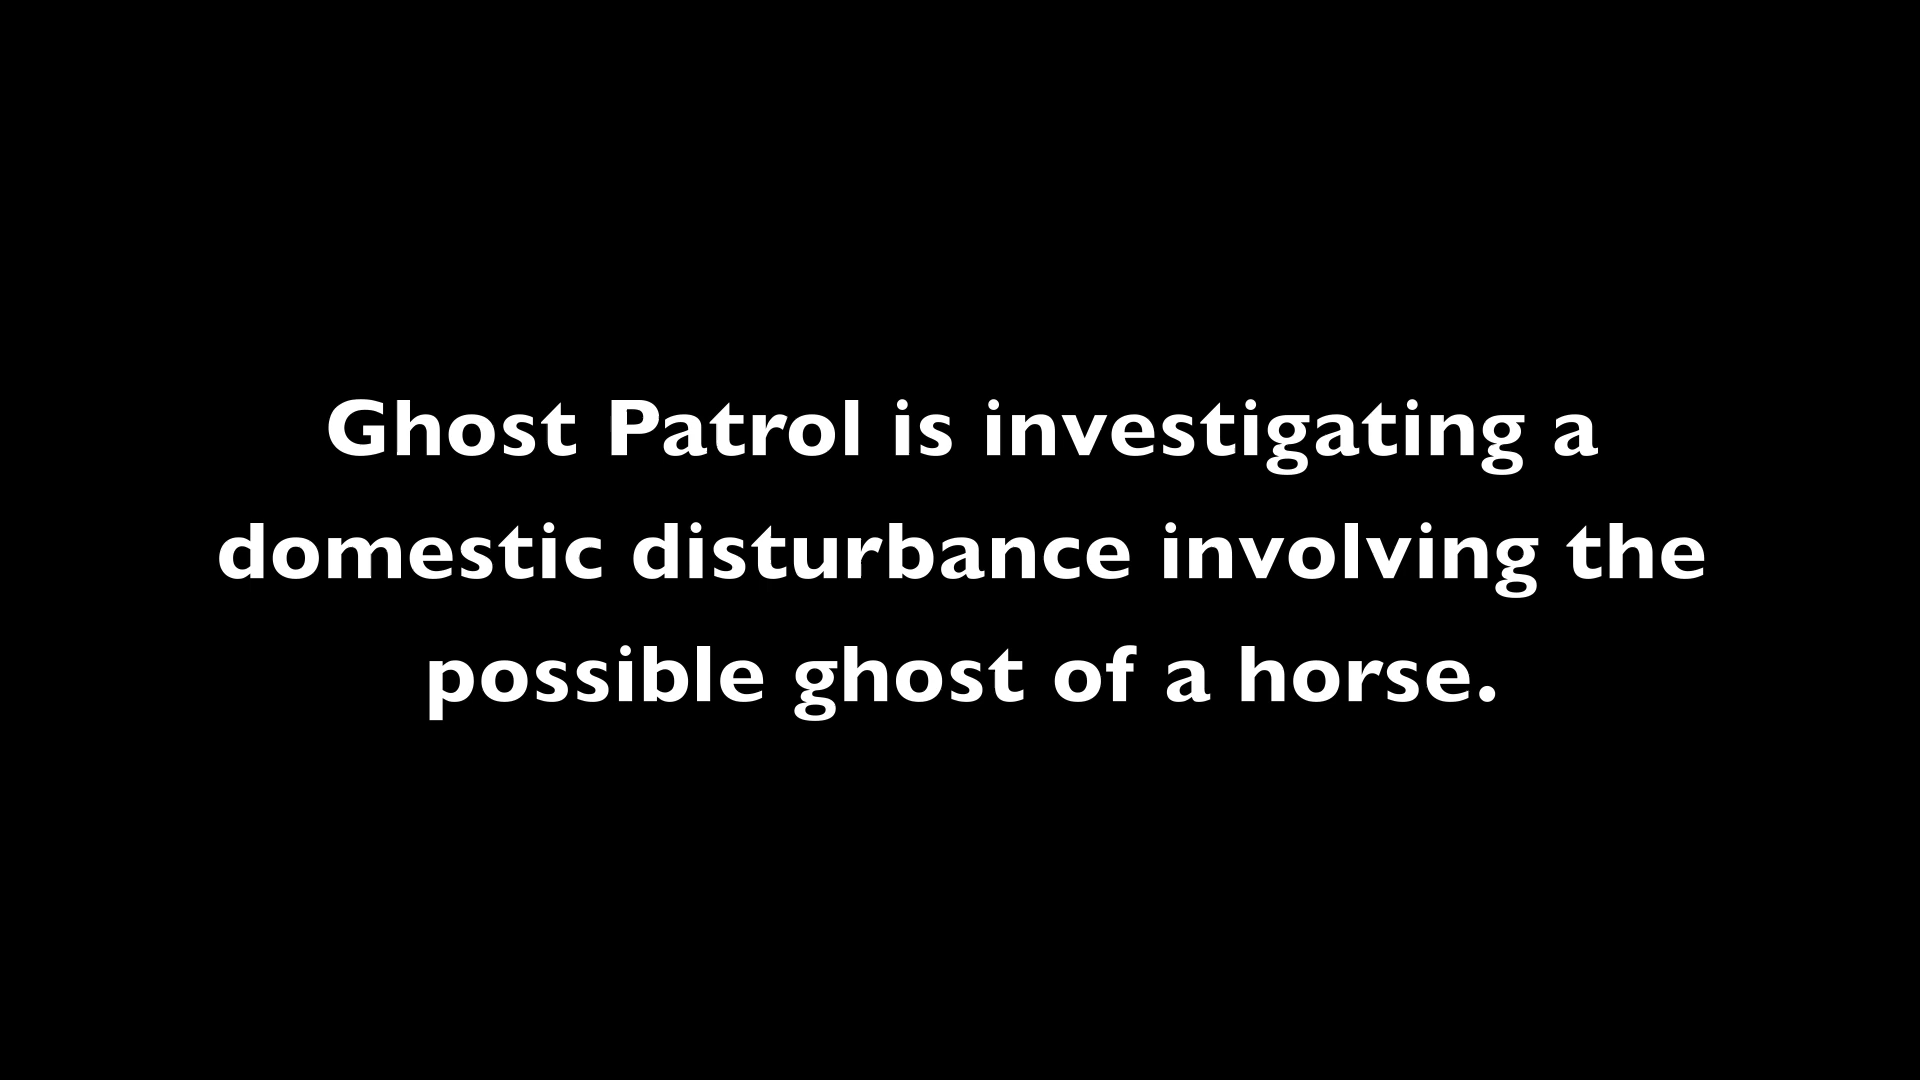 Ghost Patrol is investigating a
domestic disturbance involving the
possible ghost of a horse.